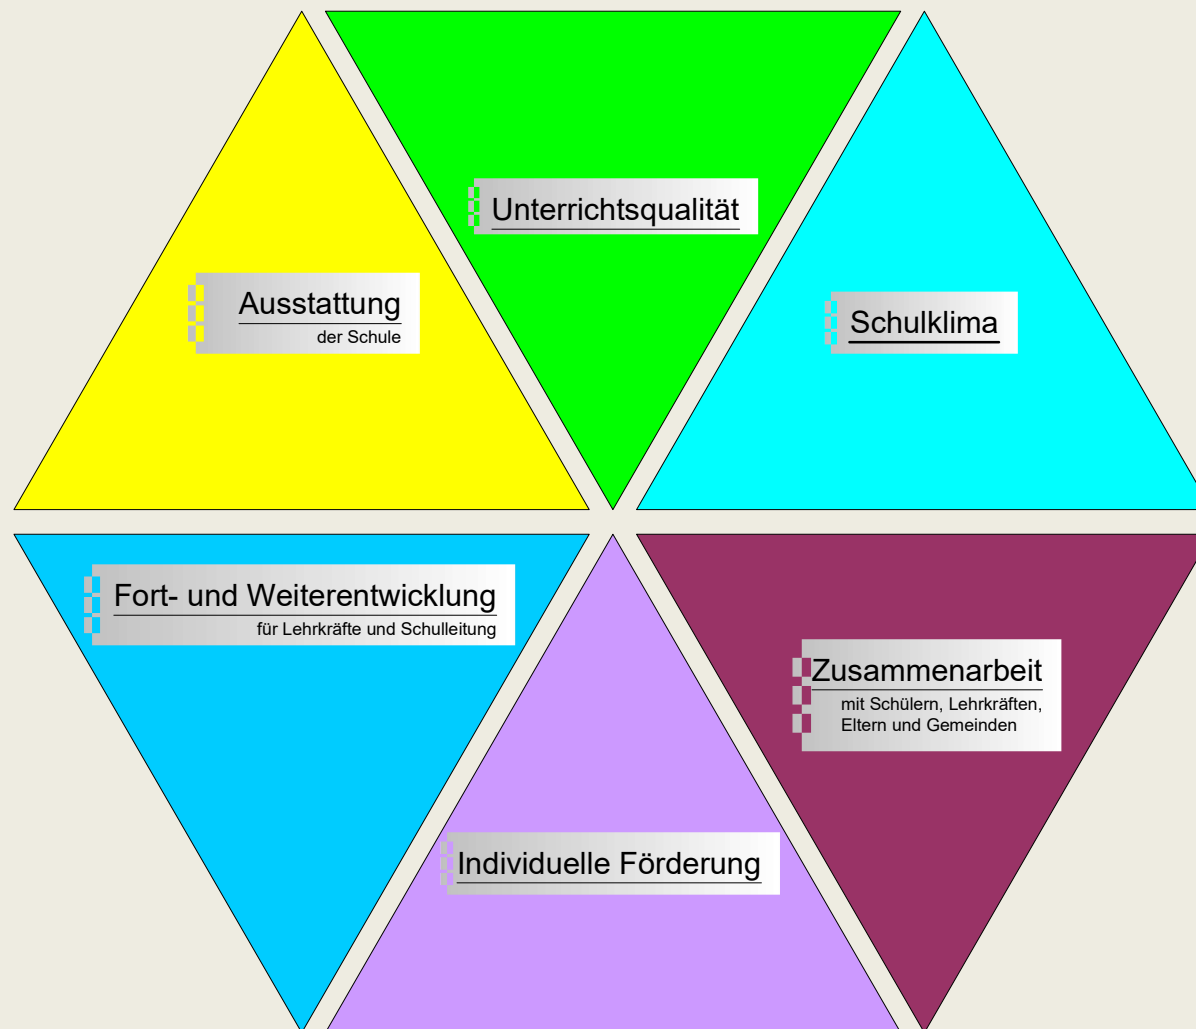 Unterrichtsqualität
Ausstattung
der Schule
Schulklima
Fort- und Weiterentwicklung
für Lehrkräfte und Schulleitung
Zusammenarbeit
mit Schülern, Lehrkräften,
Eltern und Gemeinden
Individuelle Förderung